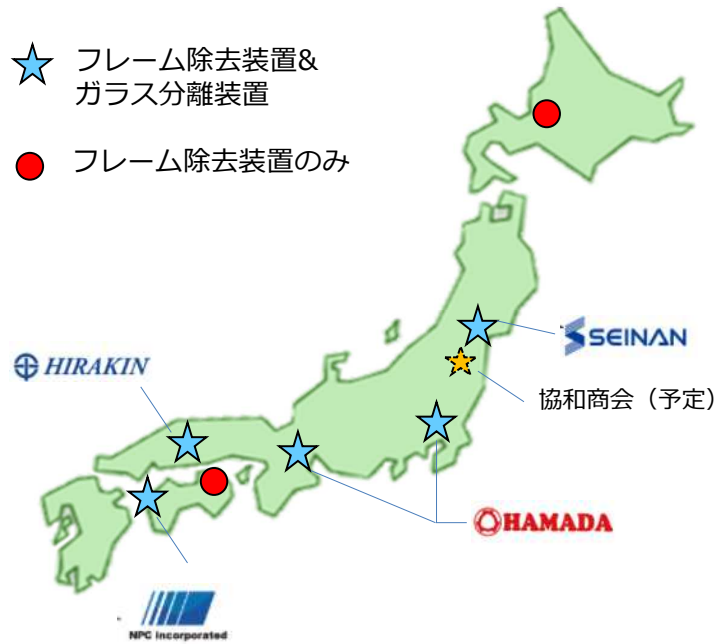 フレーム除去装置&
ガラス分離装置
フレーム除去装置のみ
SEINAN
HIRAKIN
協和商会（予定）
HAMADA
NPC Incorporated